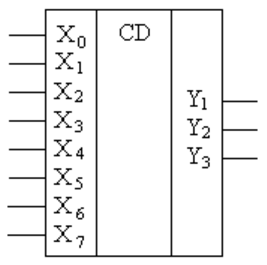 X₀ CD
X₁
X₂ Y₁
X₃ Y₂
X₄ Y₃
X₅
X₆
X₇